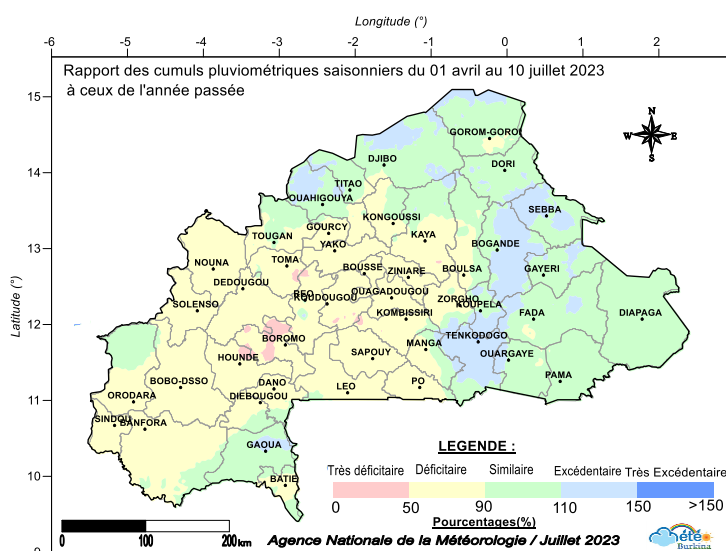 Longitude (°)
-6 -5 -4 -3 -2 -1 0 1 2
Rapport des cumuls pluviométriques saisonniers du 01 avril au 10 juillet 2023
à ceux de l'année passée
15
14
13
12
11
10
Latitude (°)
N
W E
S
GOROM-GOROM
DJIBO
DORI
TITAO
OUAHIGOUYA
SEBBA
KONGOUSSI
GOURCY
TOUGAN
KAYA
YAKO
BOGANDE
TOMA
NOUNA
BOUSSE
ZINIARE
BOULSA
GAYERI
DEDOUGOU
REO
KOUDOUGOU
OUAGADOUGOU
SOLENSO
ZORGHO
KOUPELA
KOMBISSIRI
FADA
DIAPAGA
BOROMO
TENKODOGO
MANGA
HOUNDE
SAPOUY
OUARGAYE
BOBO-DSSO
DANO
LEO
PO
PAMA
ORODARA
DIEBOUGOU
SINDOU
BANFORA
GAOUA
BATIE
LEGENDE :
Très déficitaire Déficitaire Similaire Excédentaire Très Excédentaire
0 50 90 110 150 >150
Pourcentages(%)
0 100 200 km
Agence Nationale de la Météorologie / Juillet 2023
météo
Burkina